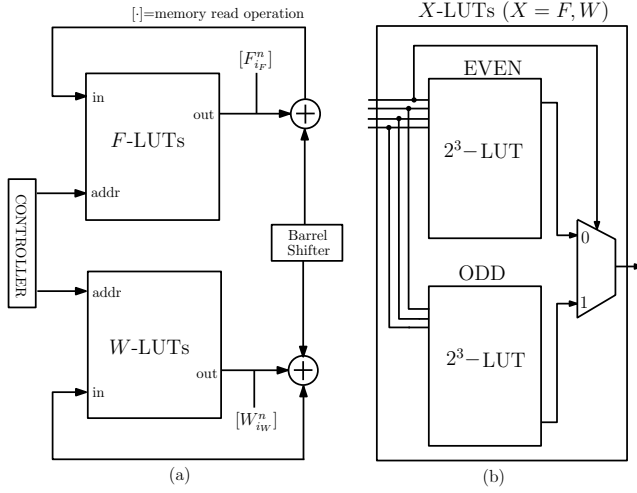 [·]=memory read operation
in
[F^n_{i_F}]
out
F-LUTs
addr
CONTROLLER
Barrel
Shifter
addr
W-LUTs
out
in
[W^n_{i_W}]
(a)
X-LUTs (X = F, W)
EVEN
2^3−LUT
0
ODD
1
2^3−LUT
(b)